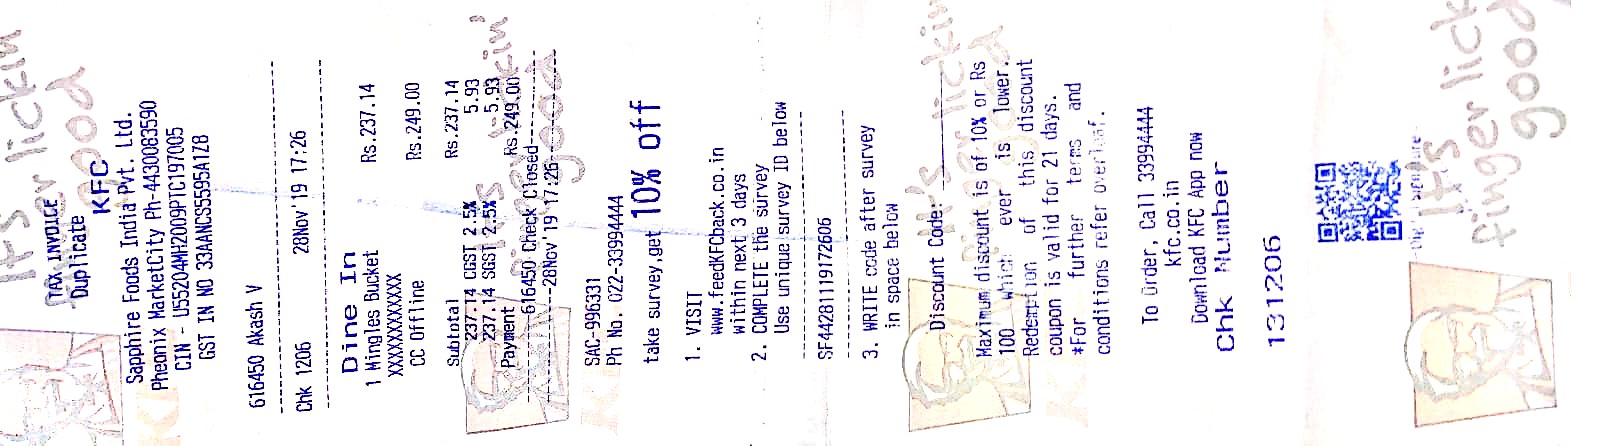 TAX INVOICE
Duplicate
KFC
Sapphire Foods India Pvt. Ltd.
Pheonix MarketCity Ph-4430083590
CIN - U55204MH2009PTC197005
GST IN NO 33AANCS5595A1Z8
616450 Akash V
Chk 1206 28Nov'19 17:26
Dine In
1 Mingles Bucket Rs.237.14
XXXXXXXXXXXX
CC Offline Rs.249.00
Subtotal Rs.237.14
237.14 CGST 2.5% 5.93
237.14 SGST 2.5% 5.93
Payment Rs.249.00
616450 Check Closed
28Nov'19 17:26
SAC-996331
Ph No. 022-33994444
take survey,get 10% off
1. VISIT
www.feedKFCback.co.in
within next 3 days
2. COMPLETE the survey
Use unique survey ID below
SF44281119172606
3. WRITE code after survey
in space below
Discount Code:
Maximum discount is of 10% or Rs
100 which ever is lower.
Redemption of this discount
coupon is valid for 21 days.
*For further terms and
conditions refer overleaf.
To Order, Call 33994444
kfc.co.in
Download KFC App now
Chk Number
131206
It's
finger lickin
good